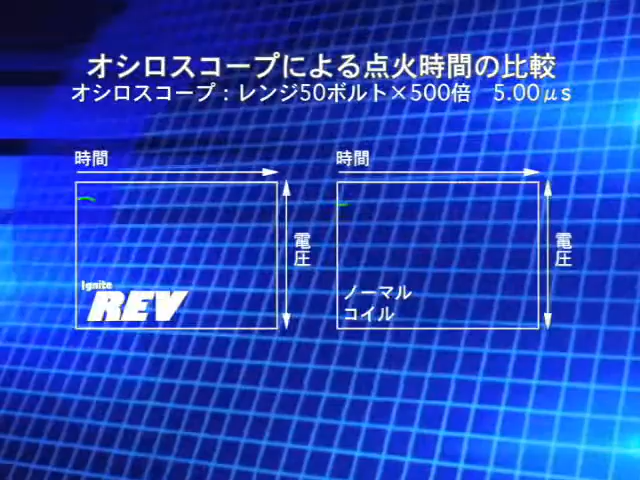 オシロスコープによる点火時間の比較
オシロスコープ：レンジ50ボルト×500倍　5.00μs
時間
電圧
Ignite
REV
時間
電圧
ノーマル
コイル